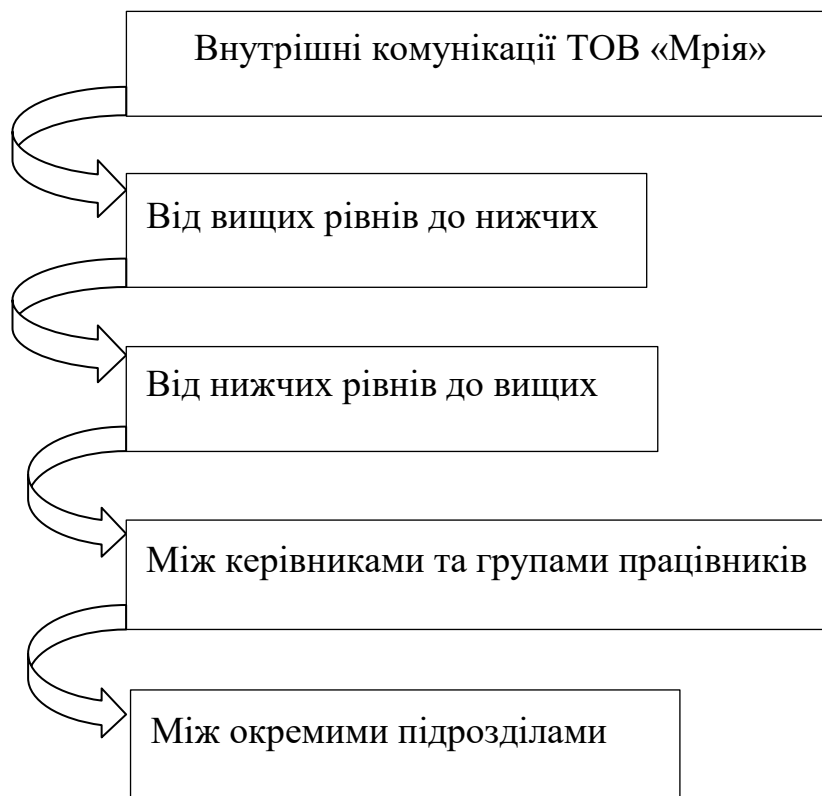 Внутрішні комунікації ТОВ «Мрія»
Від вищих рівнів до нижчих
Від нижчих рівнів до вищих
Між керівниками та групами працівників
Між окремими підрозділами